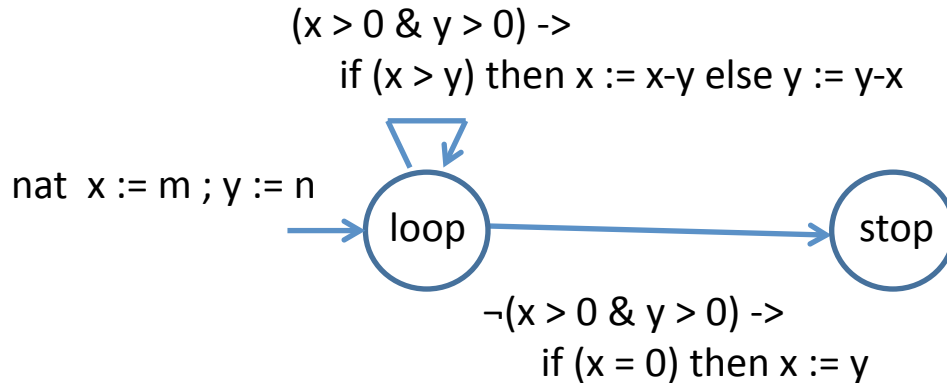 (x > 0 & y > 0) ->
if (x > y) then x := x-y else y := y-x
nat  x := m ; y := n
loop
stop
¬(x > 0 & y > 0) ->
if (x = 0) then x := y